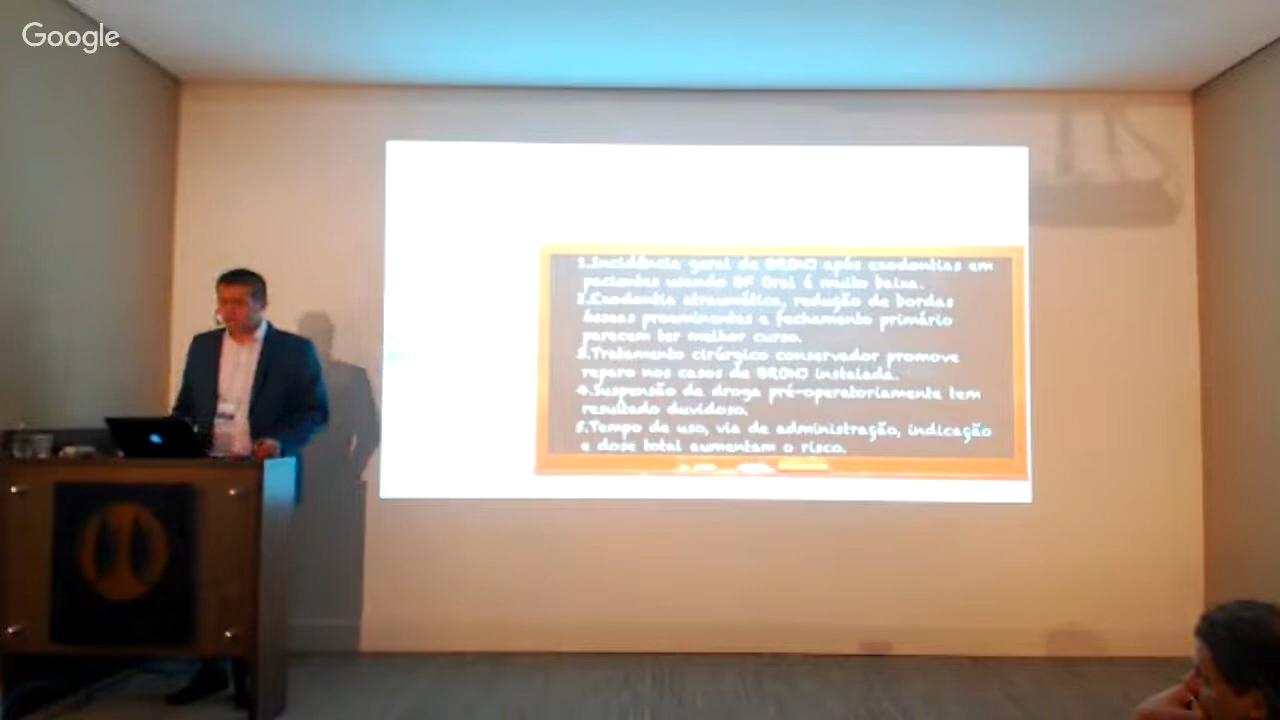 Google
1.Incidência geral de BRONJ após exodontias em
pacientes usando BF Oral é muito baixa.
2.Exodontia atraumática, redução de bordas
ósseas proeminentes e fechamento primário
parecem ter melhor curso.
3.Tratamento cirúrgico conservador promove
reparo nos casos de BRONJ instalada.
4.Suspensão da droga pré-operatoriamente tem
resultado duvidoso.
5.Tempo de uso, via de administração, indicação
e dose total aumentam o risco.